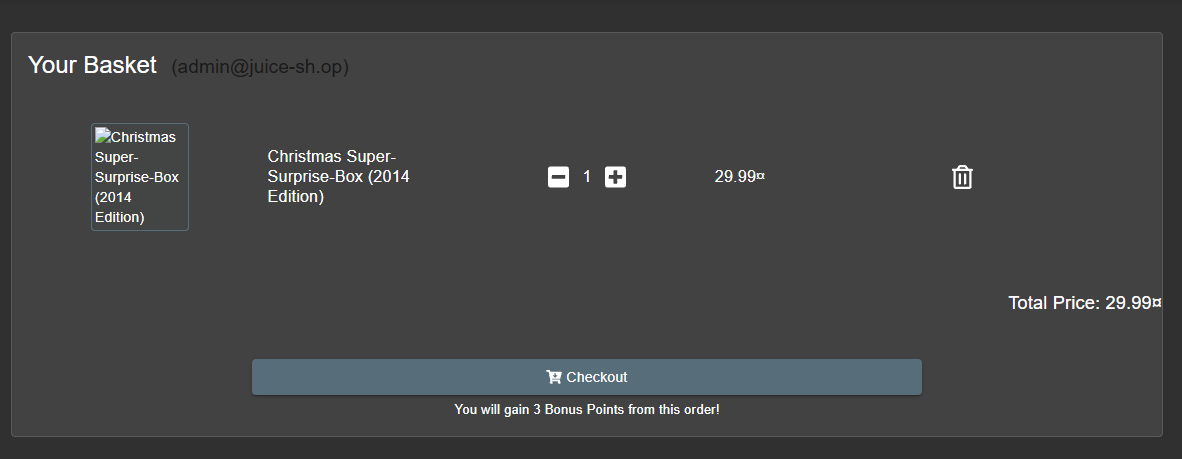 Your Basket (admin@juice-sh.op)
Christmas
Super-
Surprise-Box
(2014
Edition)
Christmas Super-
Surprise-Box (2014
Edition)
1
29.99¤
Total Price: 29.99¤
Checkout
You will gain 3 Bonus Points from this order!